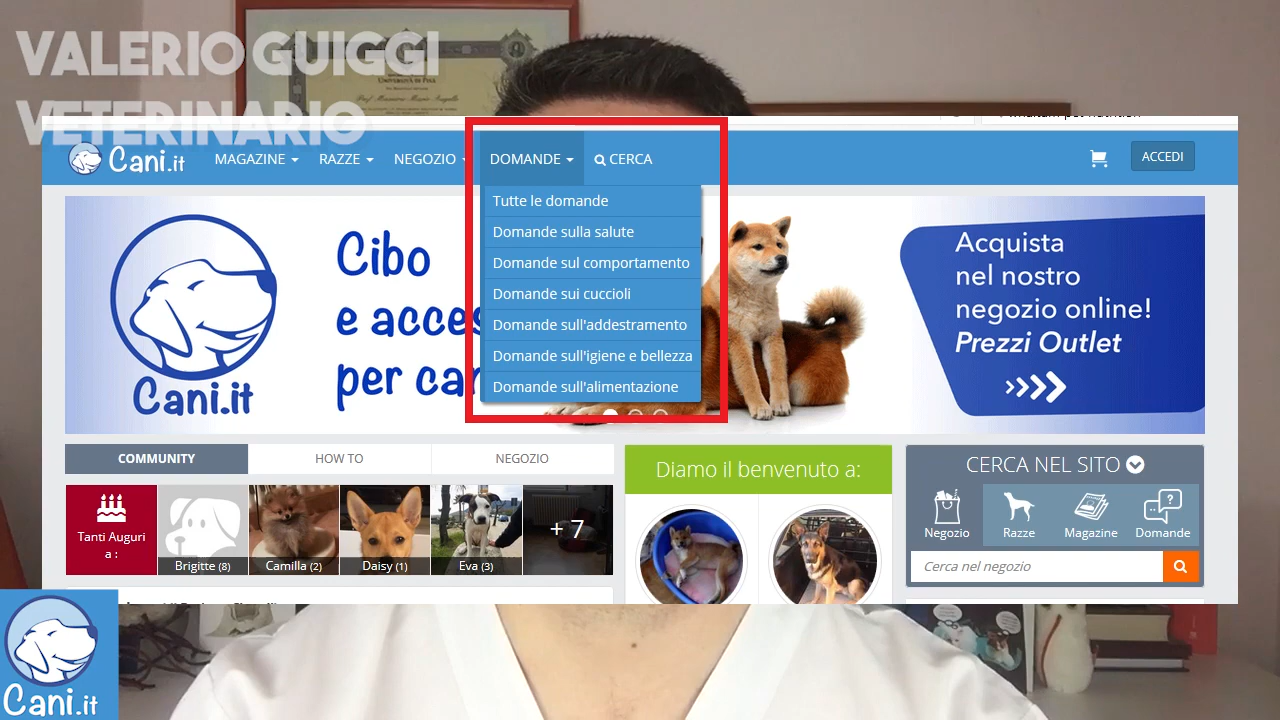 VALERIO GUIGGI
VETERINARIO
UNIVERSITÀ DI PISA
Cani.it
MAGAZINE
RAZZE
NEGOZIO
DOMANDE
CERCA
ACCEDI
Tutte le domande
Domande sulla salute
Domande sul comportamento
Domande sui cuccioli
Domande sull'addestramento
Domande sull'igiene e bellezza
Domande sull'alimentazione
Cani.it
Cibo
e acces
per can
Acquista
nel nostro
negozio online!
Prezzi Outlet
COMMUNITY
HOW TO
NEGOZIO
Tanti Auguri
a :
Brigitte (8)
Camilla (2)
Daisy (1)
Eva (3)
+ 7
Diamo il benvenuto a:
CERCA NEL SITO
Negozio
Razze
Magazine
Domande
Cerca nel negozio
Cani.it